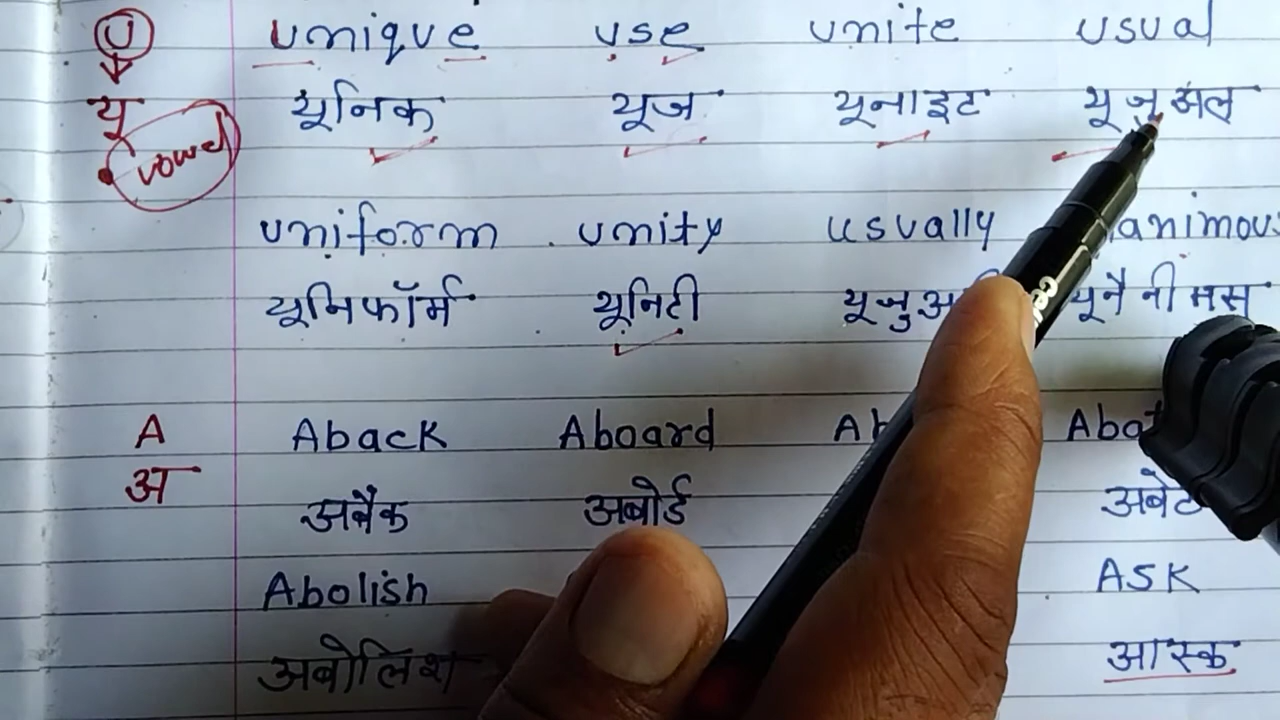 U unique use unite usual
यू यूनिक यूज यूनाइट यूजूअल
vowel
uniform unity usually
यूनिफॉर्म यूनिटी यूनैनीमस
A Aback Aboard
अ अबैक अबोर्ड अबेट
Abolish ASK
अबोलिश आस्क